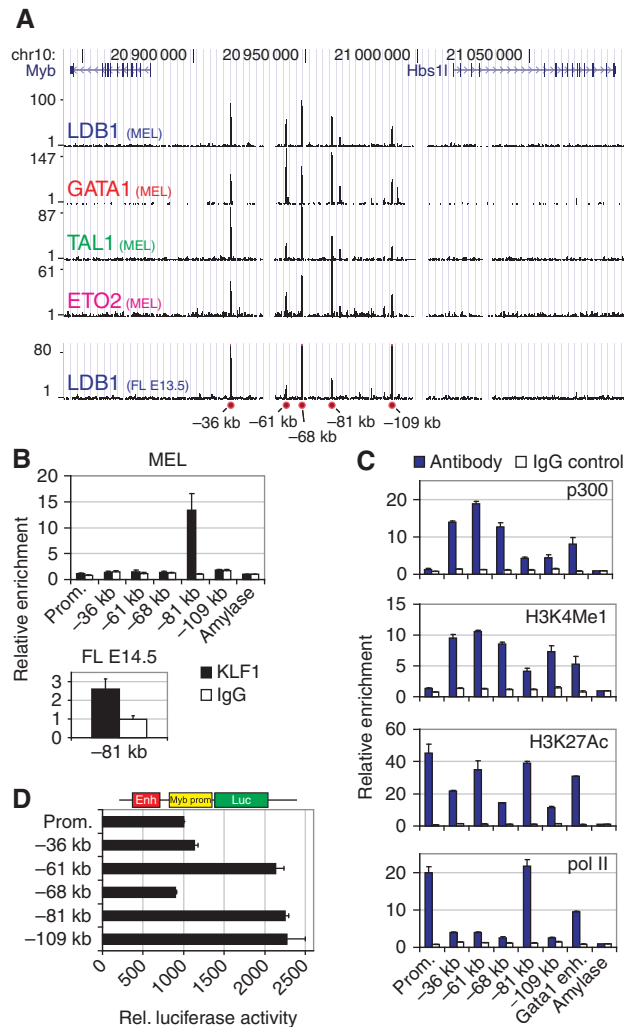 A
chr10: 20 900 000 20 950 000 21 000 000 21 050 000
Myb Hbs1l
100
LDB1 (MEL)
1
147
GATA1 (MEL)
1
87
TAL1 (MEL)
1
61
ETO2 (MEL)
1
80
LDB1 (FL E13.5)
1
–36 kb –61 kb –68 kb –81 kb –109 kb
B
MEL
Relative enrichment
20
15
10
5
0
Prom. –36 kb –61 kb –68 kb –81 kb –109 kb Amylase
FL E14.5
3
2
1
0
–81 kb
KLF1
IgG
C
Antibody IgG control
Relative enrichment
p300
20
10
0
H3K4Me1
15
10
5
0
H3K27Ac
60
40
20
0
pol II
20
10
0
Prom. –36 kb –61 kb –68 kb –81 kb –109 kb Gata1 enh. Amylase
D
Enh Myb prom Luc
Prom.
–36 kb
–61 kb
–68 kb
–81 kb
–109 kb
0 500 1000 1500 2000 2500
Rel. luciferase activity